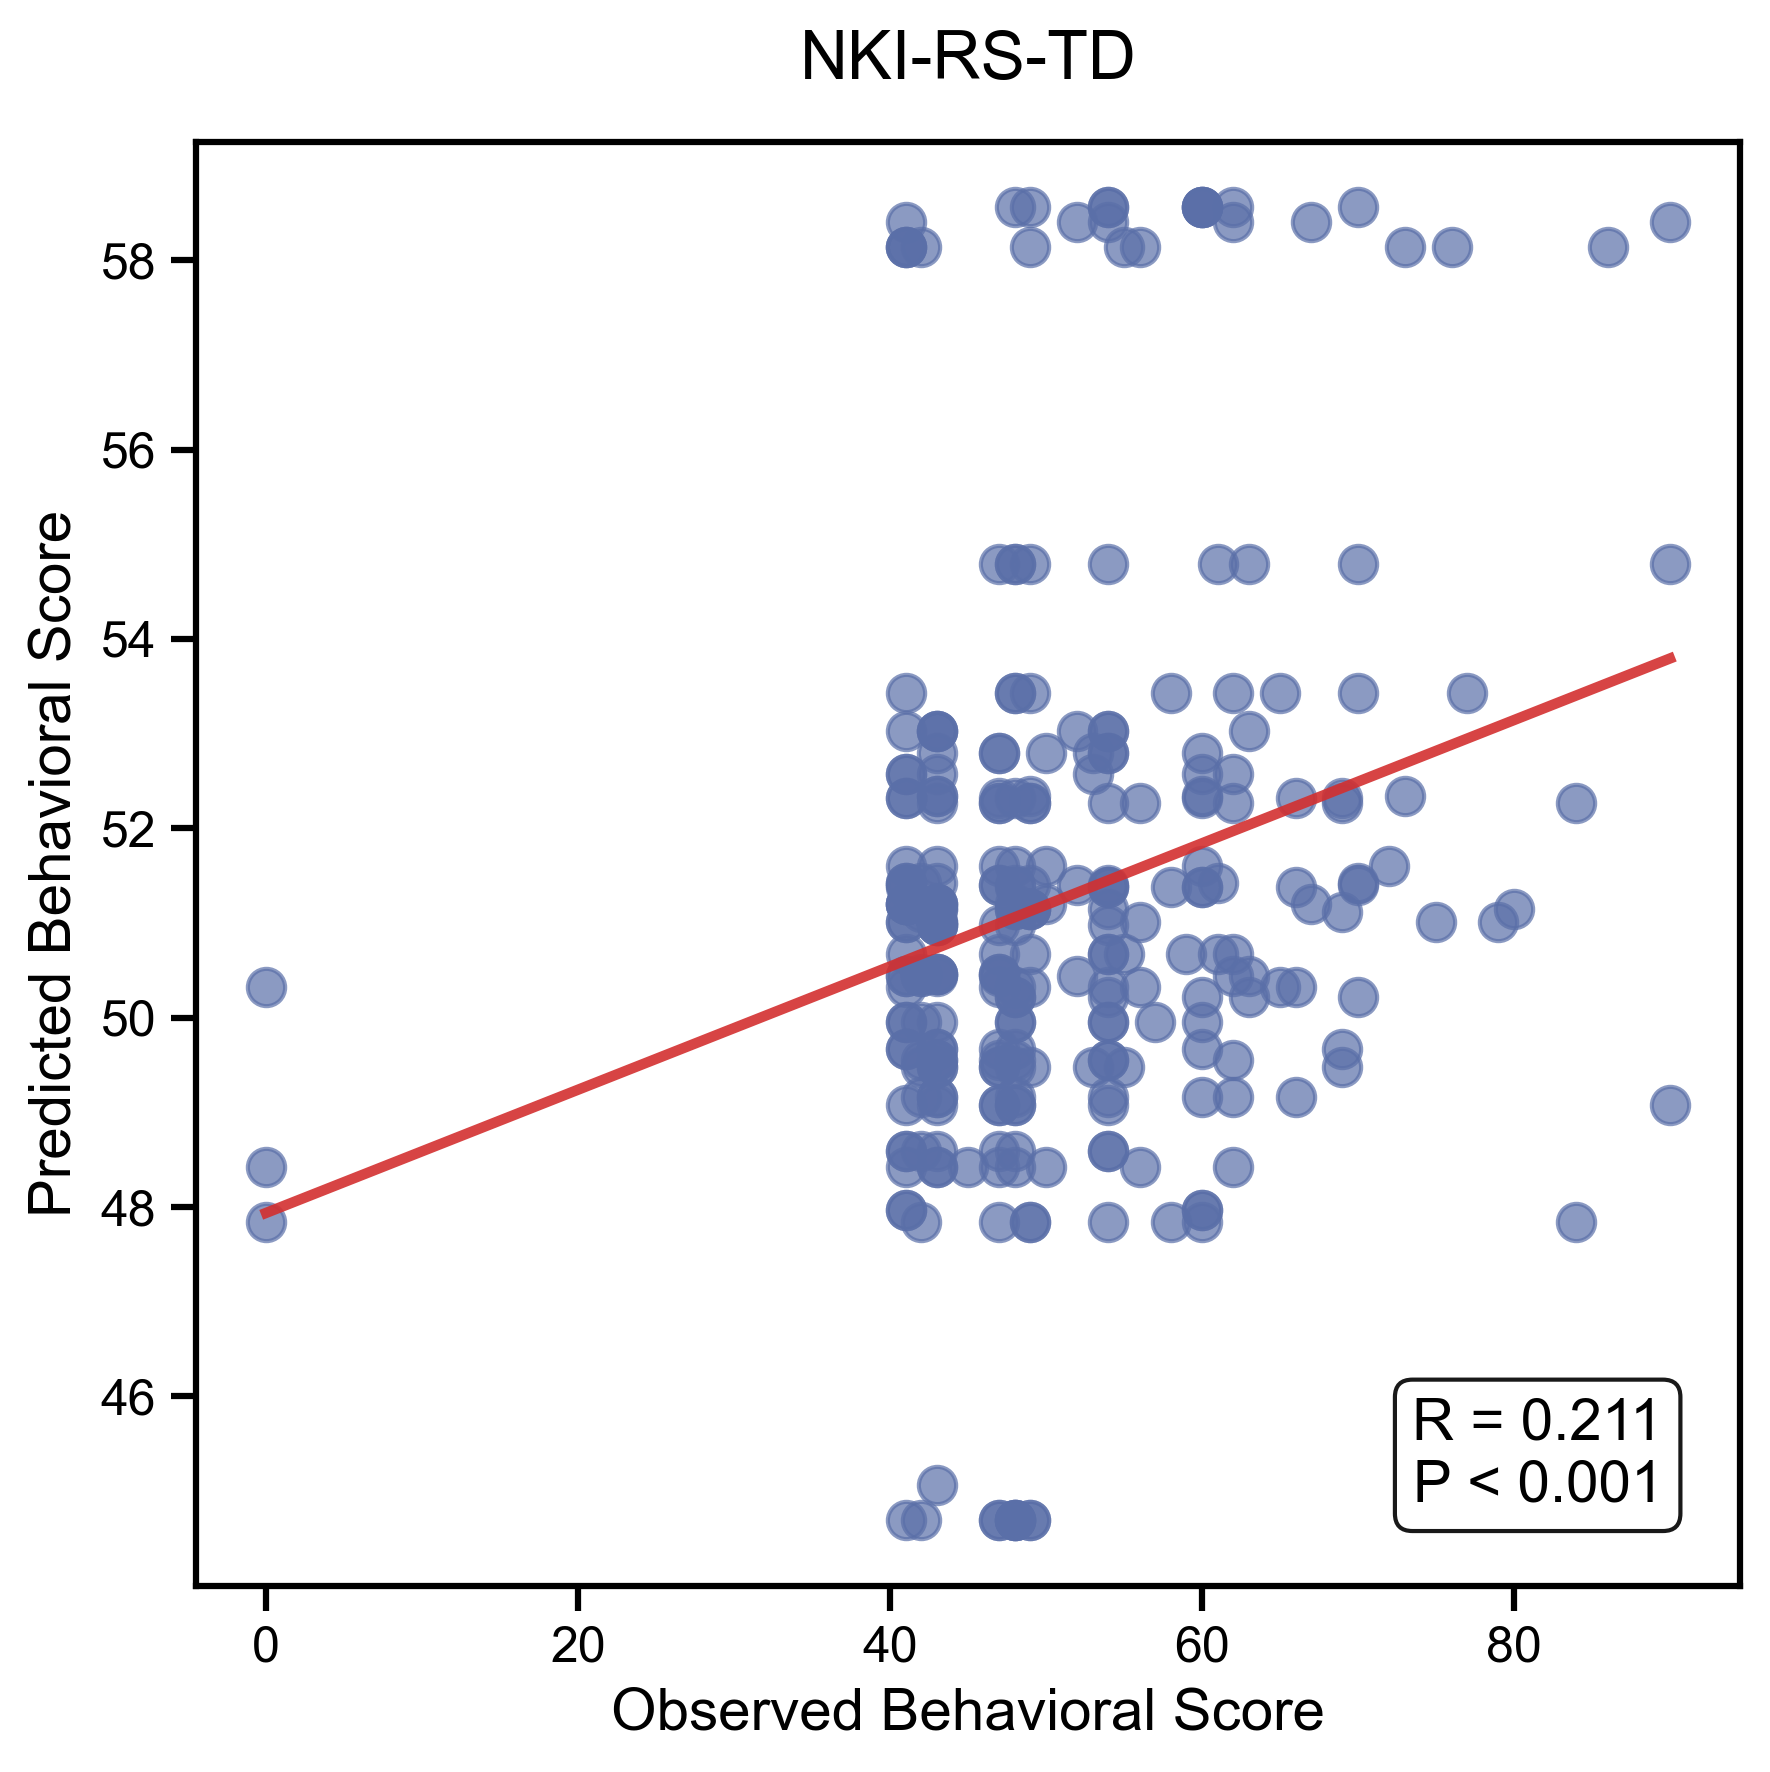 NKI-RS-TD
58
56
54
52
50
48
46
Predicted Behavioral Score
R = 0.211
P < 0.001
0 20 40 60 80
Observed Behavioral Score